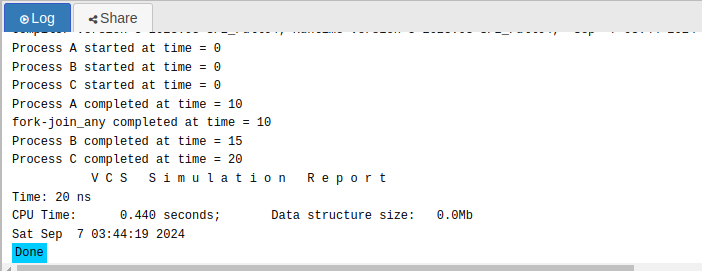 Log
Share
Process A started at time = 0
Process B started at time = 0
Process C started at time = 0
Process A completed at time = 10
fork-join_any completed at time = 10
Process B completed at time = 15
Process C completed at time = 20
V C S   S i m u l a t i o n   R e p o r t
Time: 20 ns
CPU Time:      0.440 seconds;       Data structure size:   0.0Mb
Sat Sep  7 03:44:19 2024
Done